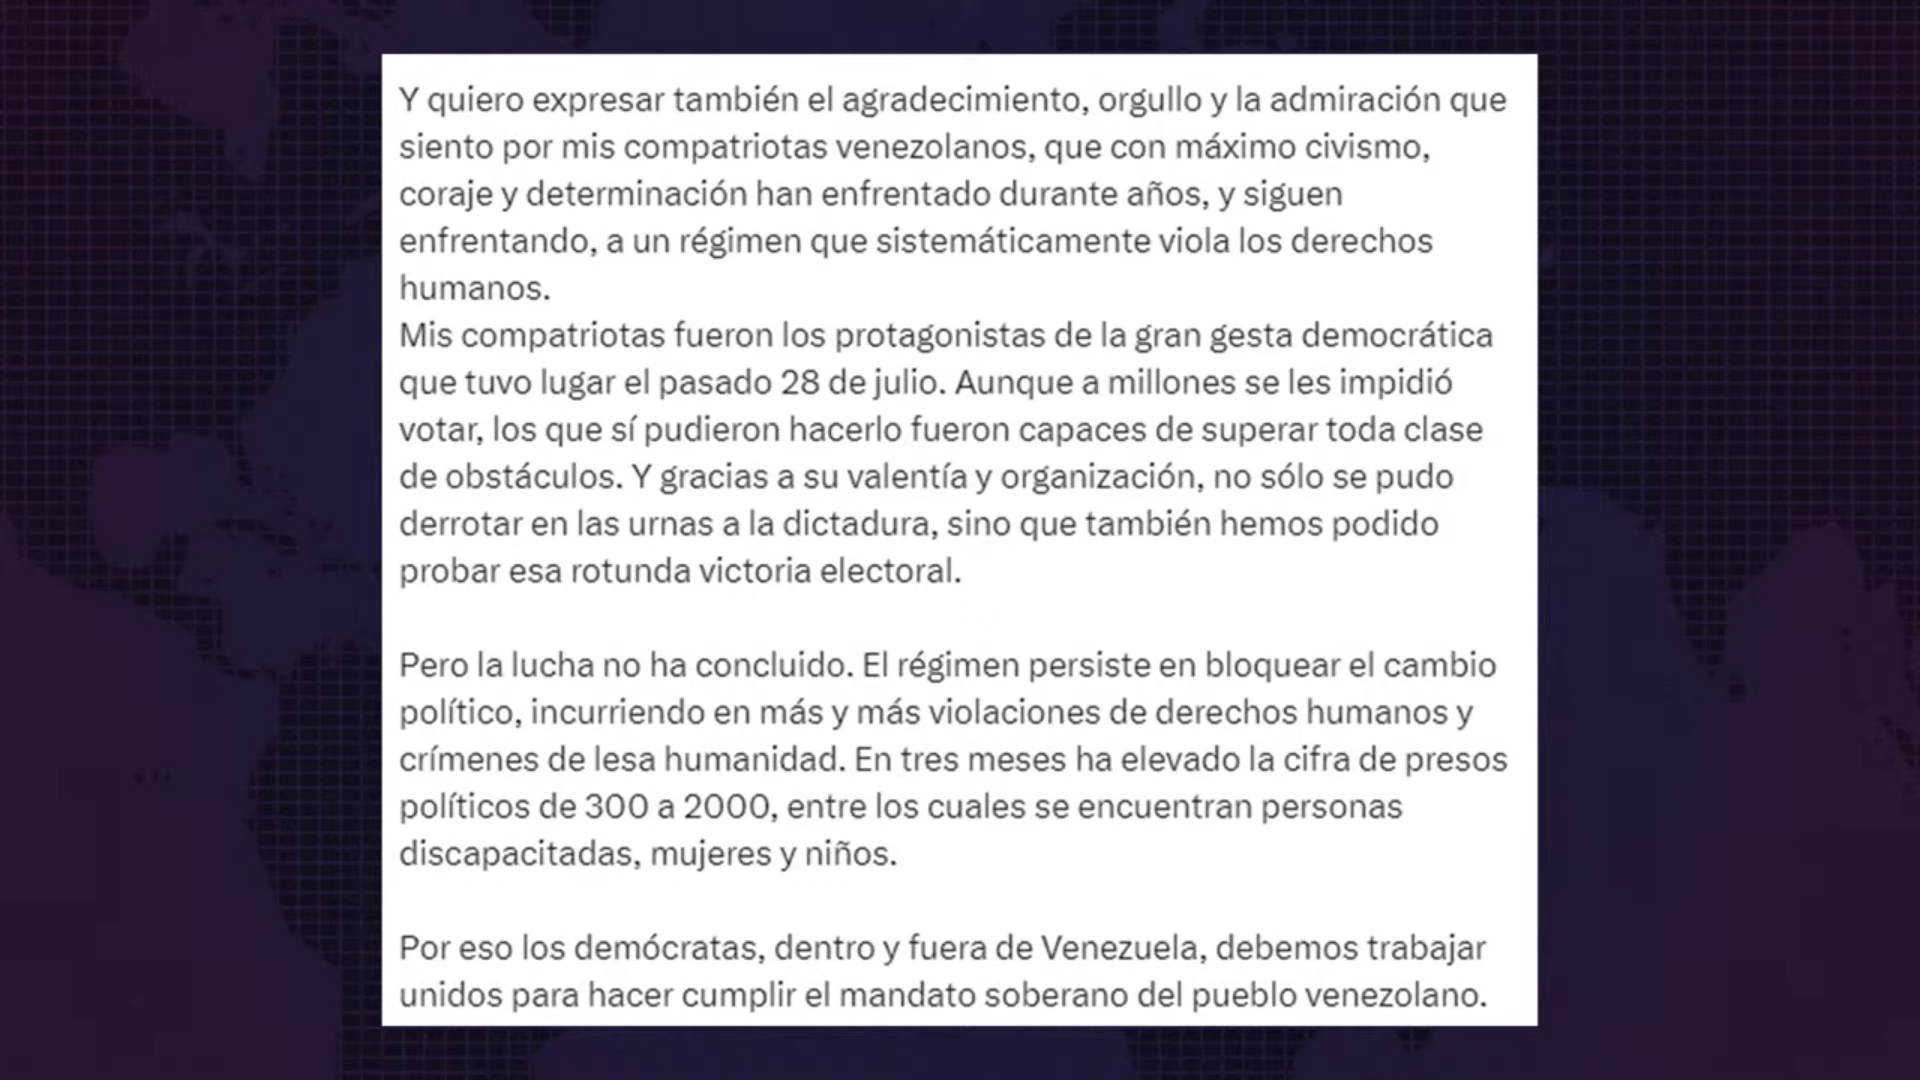 Y quiero expresar también el agradecimiento, orgullo y la admiración que
siento por mis compatriotas venezolanos, que con máximo civismo,
coraje y determinación han enfrentado durante años, y siguen
enfrentando, a un régimen que sistemáticamente viola los derechos
humanos.
Mis compatriotas fueron los protagonistas de la gran gesta democrática
que tuvo lugar el pasado 28 de julio. Aunque a millones se les impidió
votar, los que sí pudieron hacerlo fueron capaces de superar toda clase
de obstáculos. Y gracias a su valentía y organización, no sólo se pudo
derrotar en las urnas a la dictadura, sino que también hemos podido
probar esa rotunda victoria electoral.
Pero la lucha no ha concluido. El régimen persiste en bloquear el cambio
político, incurriendo en más y más violaciones de derechos humanos y
crímenes de lesa humanidad. En tres meses ha elevado la cifra de presos
políticos de 300 a 2000, entre los cuales se encuentran personas
discapacitadas, mujeres y niños.
Por eso los demócratas, dentro y fuera de Venezuela, debemos trabajar
unidos para hacer cumplir el mandato soberano del pueblo venezolano.